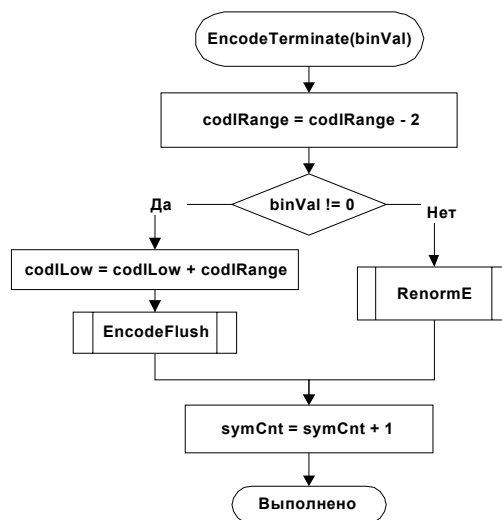 EncodeTerminate(binVal)
codIRange = codIRange - 2
binVal != 0
Да
Нет
codILow = codILow + codIRange
RenormE
EncodeFlush
symCnt = symCnt + 1
Выполнено